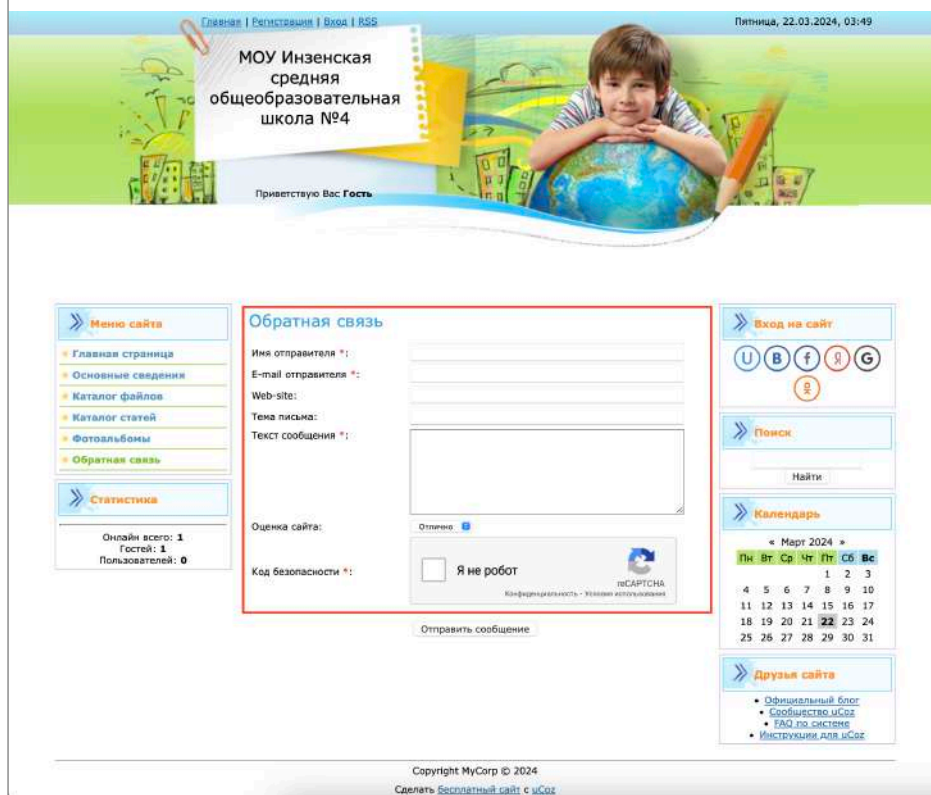 Главная | Регистрация | Вход | RSS
Пятница, 22.03.2024, 03:49
МОУ Инзенская
средняя
общеобразовательная
школа №4
Приветствую Вас Гость
Меню сайта
Главная страница
Основные сведения
Каталог файлов
Каталог статей
Фотоальбомы
Обратная связь
Статистика
Онлайн всего: 1
Гостей: 1
Пользователей: 0
Обратная связь
Имя отправителя *:
E-mail отправителя *:
Web-site:
Тема письма:
Текст сообщения *:
Оценка сайта:
Отлично
Код безопасности *:
Я не робот
reCAPTCHA
Конфиденциальность - Условия использования
Отправить сообщение
Вход на сайт
U В f Я G
ок
Поиск
Найти
Календарь
« Март 2024 »
Пн Вт Ср Чт Пт Сб Вс
1 2 3
4 5 6 7 8 9 10
11 12 13 14 15 16 17
18 19 20 21 22 23 24
25 26 27 28 29 30 31
Друзья сайта
Официальный блог
Сообщество uCoz
FAQ по системе
Инструкции для uCoz
Copyright MyCorp © 2024
Сделать бесплатный сайт с uCoz